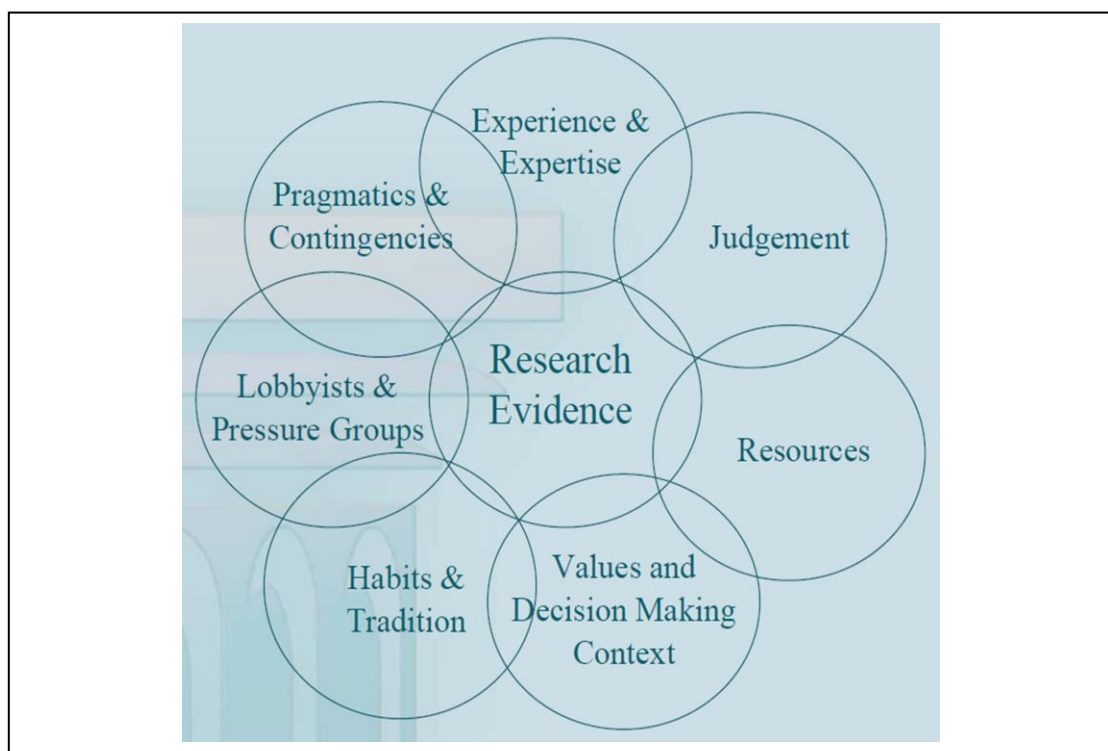 Experience &
Expertise
Pragmatics &
Contingencies
Judgement
Research
Evidence
Lobbyists &
Pressure Groups
Resources
Habits &
Tradition
Values and
Decision Making
Context